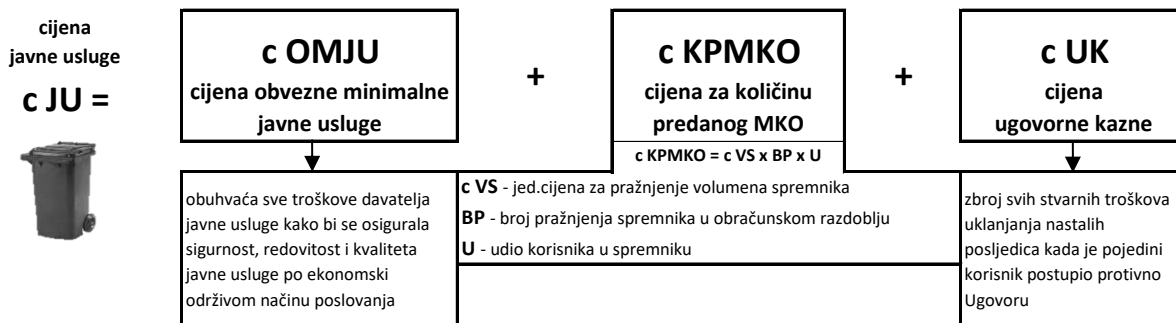 cijena
javne usluge
c JU =
c OMJU
cijena obvezne minimalne
javne usluge
+
c KPMKO
cijena za količinu
predanog MKO
c KPMKO = c VS x BP x U
+
c UK
cijena
ugovorne kazne
obuhvaća sve troškove davatelja
javne usluge kako bi se osigurala
sigurnost, redovitost i kvaliteta
javne usluge po ekonomski
održivom načinu poslovanja
c VS - jed.cijena za pražnjenje volumena spremnika
BP - broj pražnjenja spremnika u obračunskom razdoblju
U - udio korisnika u spremniku
zbroj svih stvarnih troškova
uklanjanja nastalih
posljedica kada je pojedini
korisnik postupio protivno
Ugovoru